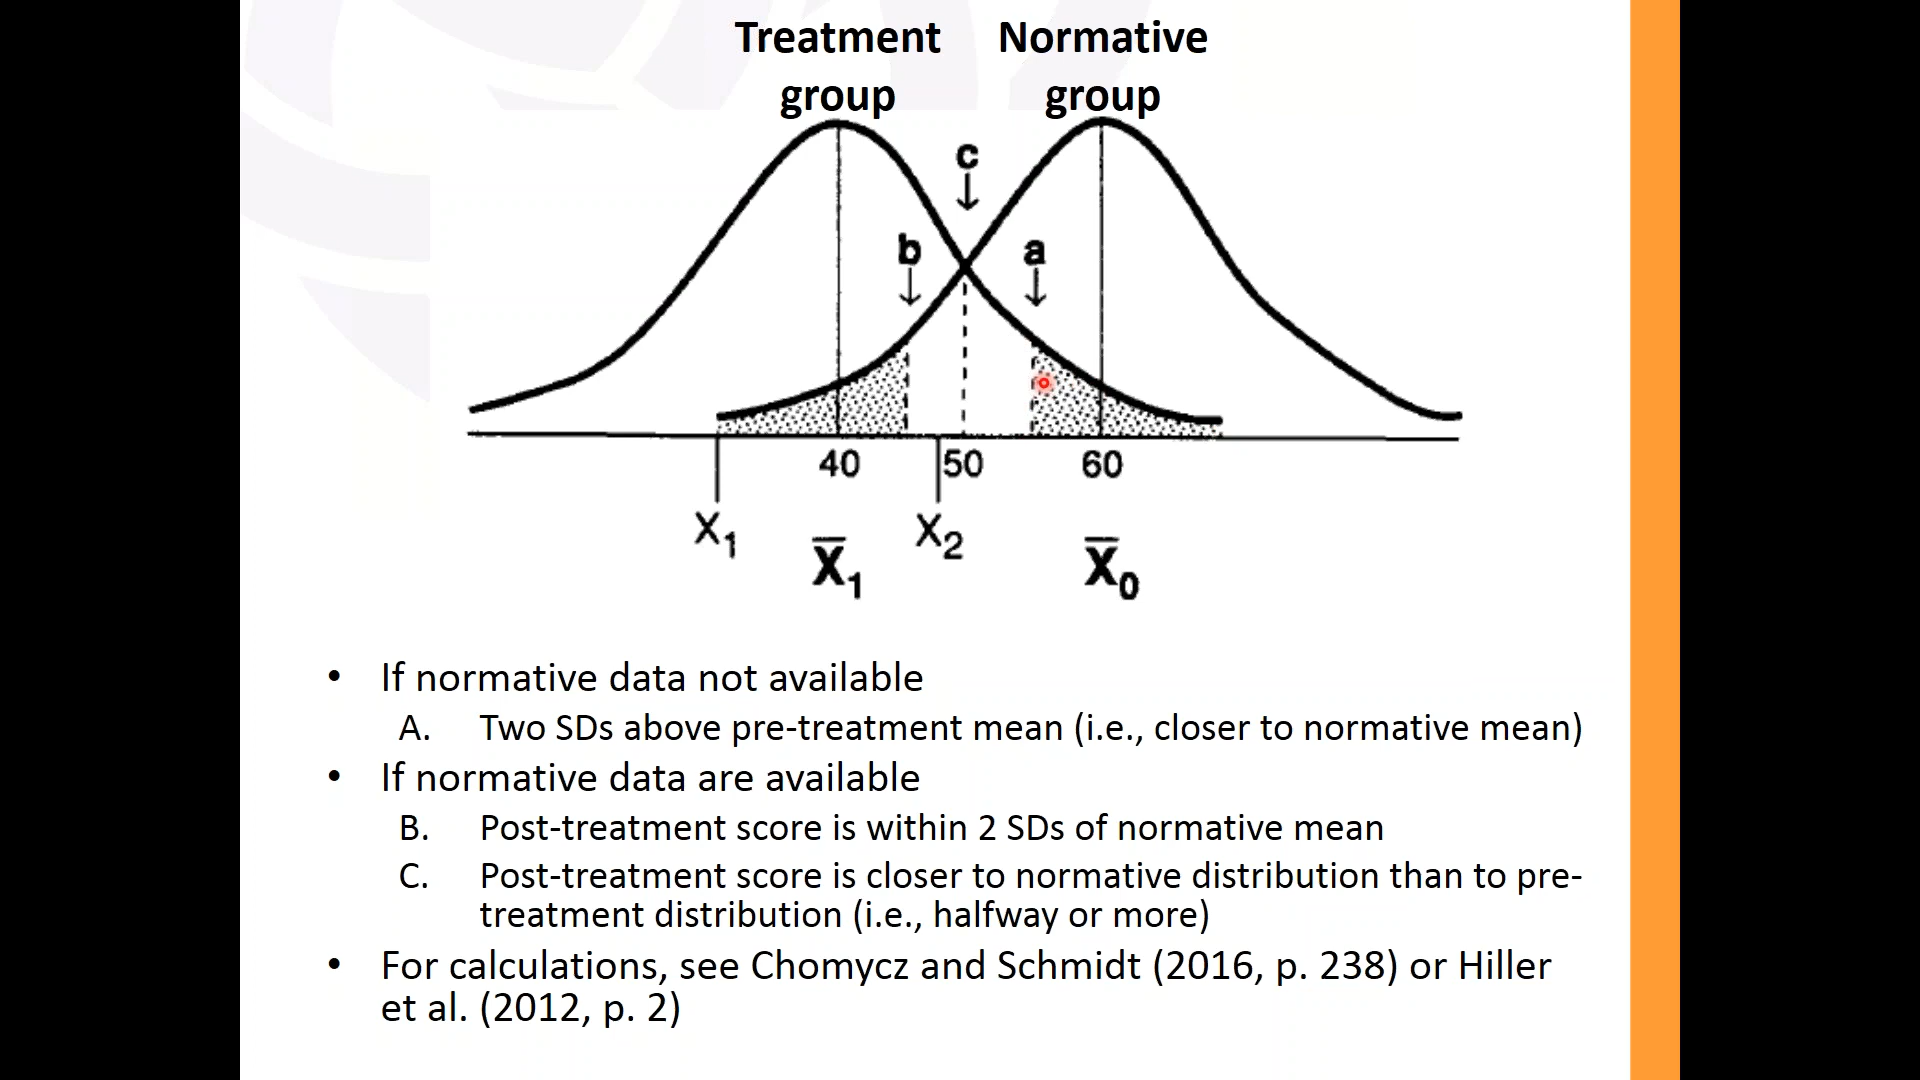 Treatment Normative
group group
c
b a
40 50 60
X₁ X̄₁ X₂ X̄₀
• If normative data not available
A. Two SDs above pre-treatment mean (i.e., closer to normative mean)
• If normative data are available
B. Post-treatment score is within 2 SDs of normative mean
C. Post-treatment score is closer to normative distribution than to pre-
treatment distribution (i.e., halfway or more)
• For calculations, see Chomycz and Schmidt (2016, p. 238) or Hiller
et al. (2012, p. 2)